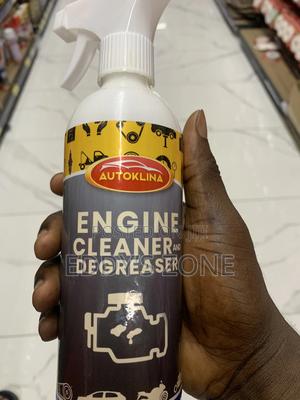 AUTOKLINA
ENGINE
CLEANER AND
DEGREASER